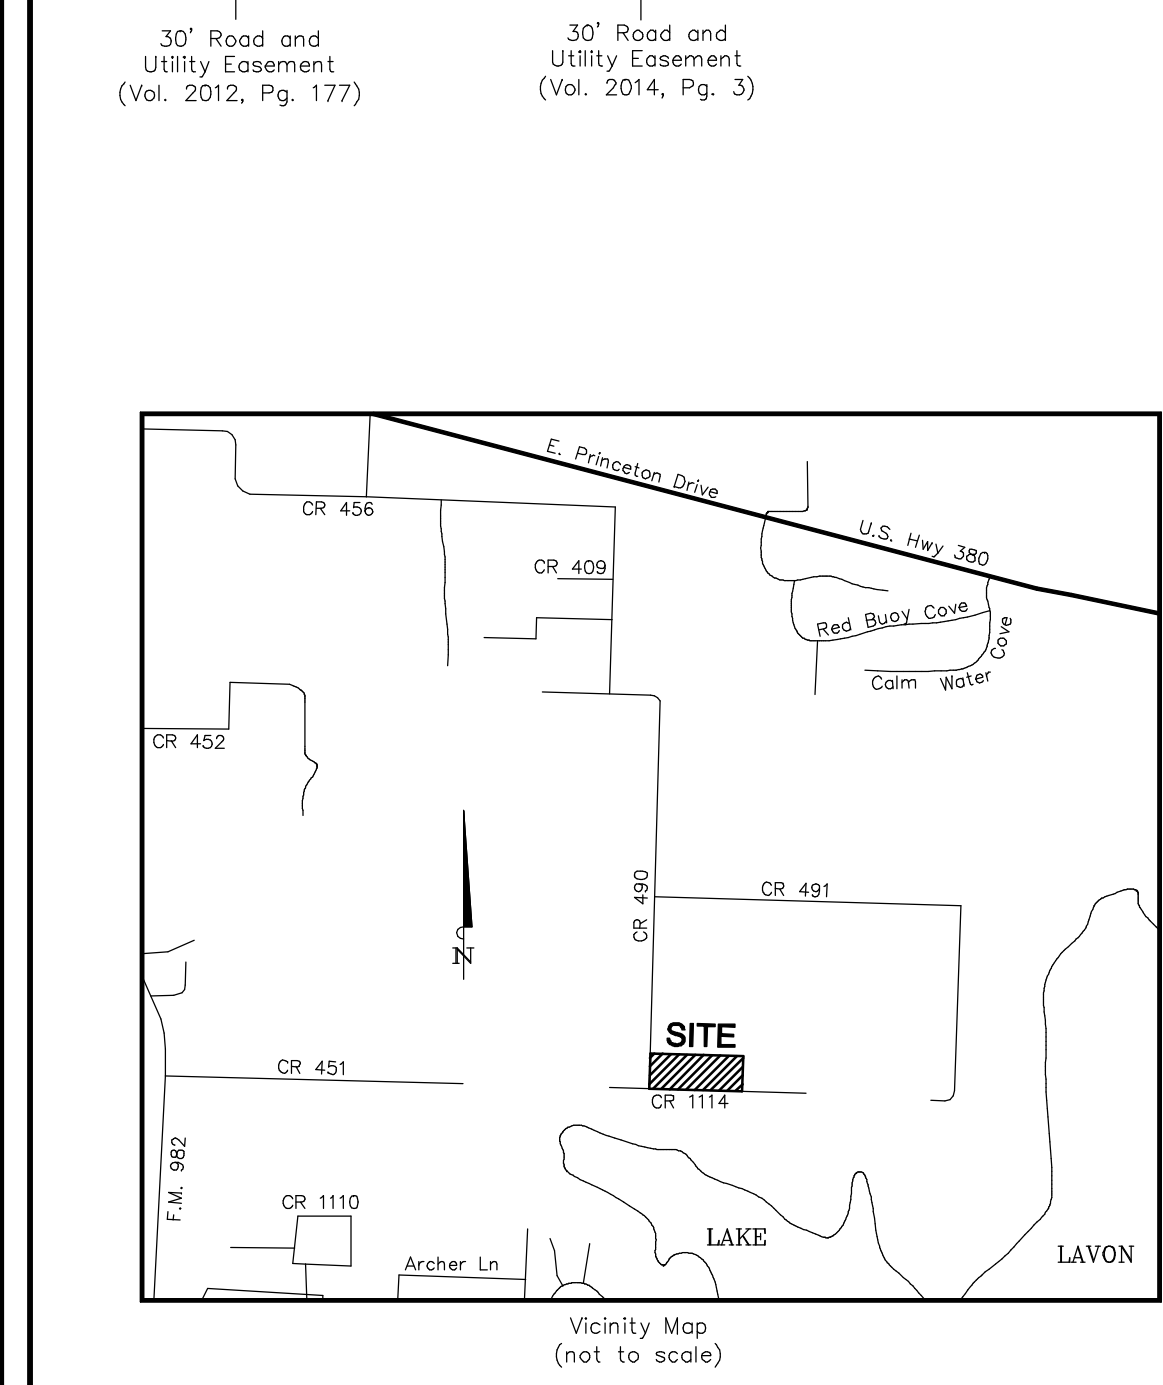 30' Road and
Utility Easement
(Vol. 2012, Pg. 177)
30' Road and
Utility Easement
(Vol. 2014, Pg. 3)
E. Princeton Drive
CR 456
U.S. Hwy 380
CR 409
Red Buoy Cove
Calm Water Cove
CR 452
CR 490
CR 491
N
SITE
CR 451
CR 1114
F.M. 982
CR 1110
LAKE
LAVON
Archer Ln
Vicinity Map
(not to scale)